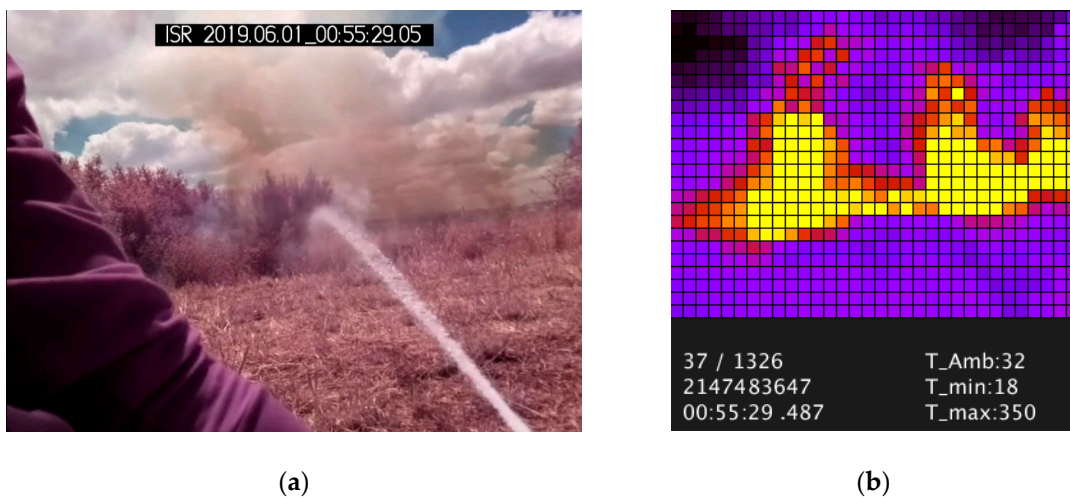 ISR 2019.06.01_00:55:29.05
37 / 1326 T_Amb:32
2147483647 T_min:18
00:55:29 .487 T_max:350
(a) (b)